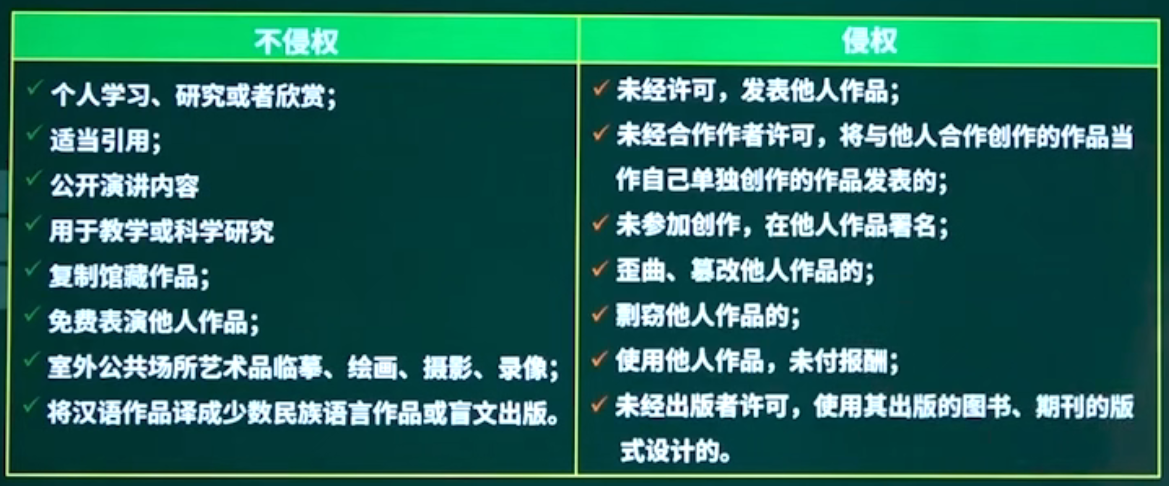 不侵权
侵权
个人学习、研究或者欣赏；
适当引用；
公开演讲内容
用于教学或科学研究
复制馆藏作品；
免费表演他人作品；
室外公共场所艺术品临摹、绘画、摄影、录像；
将汉语作品译成少数民族语言作品或盲文出版。
未经许可，发表他人作品；
未经合作作者许可，将与他人合作创作的作品当
作自己单独创作的作品发表的；
未参加创作，在他人作品署名；
歪曲、篡改他人作品的；
剽窃他人作品的；
使用他人作品，未付报酬；
未经出版者许可，使用其出版的图书、期刊的版
式设计的。